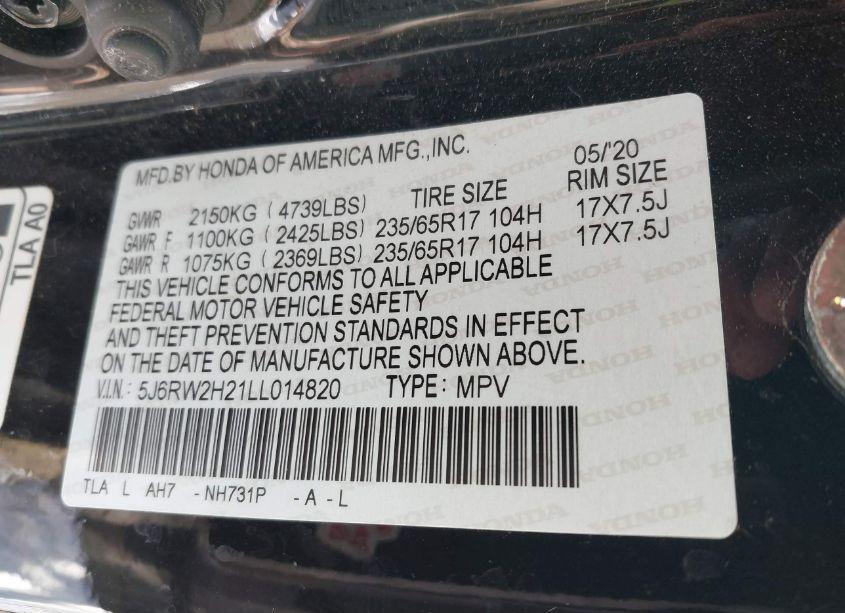 MFD.BY HONDA OF AMERICA MFG.,INC. 05/'20
TIRE SIZE RIM SIZE
GVWR 2150KG (4739LBS)
GAWR F 1100KG (2425LBS) 235/65R17 104H 17X7.5J
GAWR R 1075KG (2369LBS) 235/65R17 104H 17X7.5J
THIS VEHICLE CONFORMS TO ALL APPLICABLE
FEDERAL MOTOR VEHICLE SAFETY
AND THEFT PREVENTION STANDARDS IN EFFECT
ON THE DATE OF MANUFACTURE SHOWN ABOVE.
V.I.N.: 5J6RW2H21LL014820 TYPE: MPV
TLA L AH7 -NH731P -A -L
TLA A0